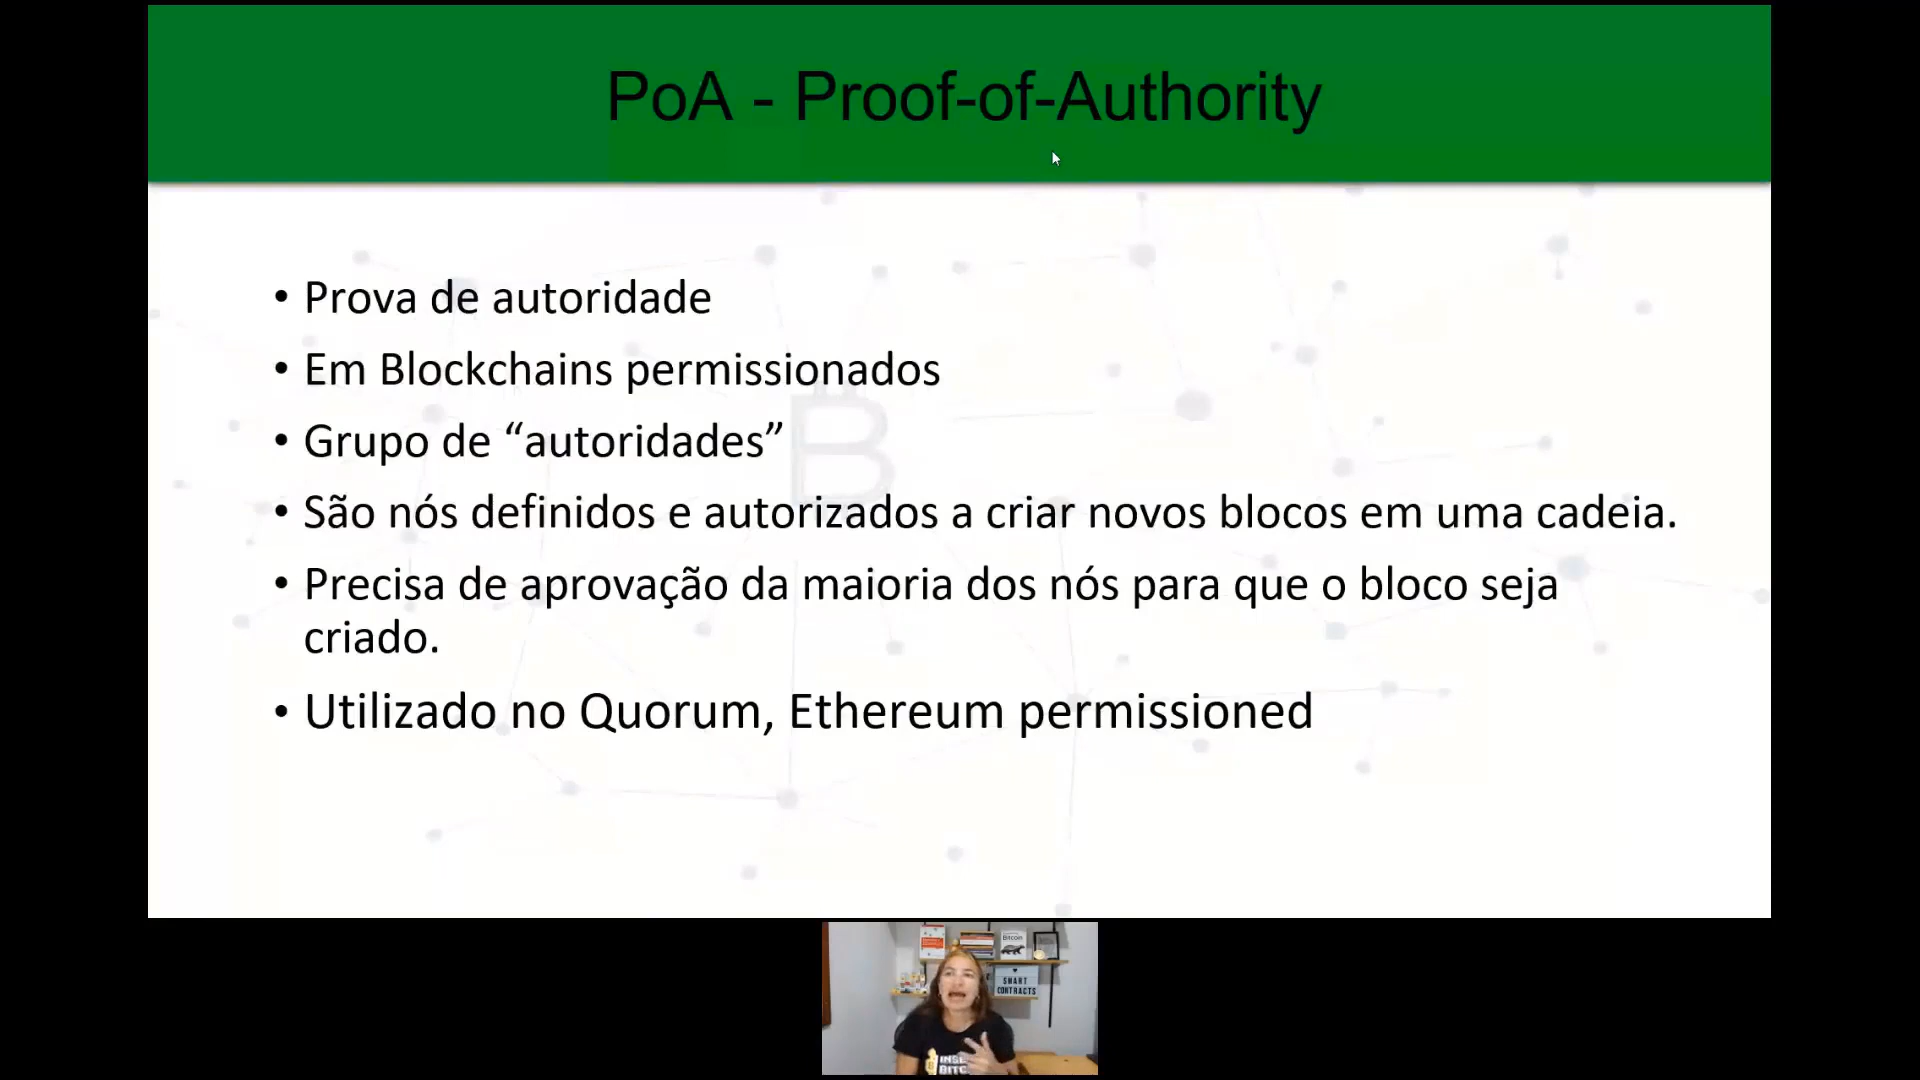 PoA - Proof-of-Authority
• Prova de autoridade
• Em Blockchains permissionados
• Grupo de “autoridades”
• São nós definidos e autorizados a criar novos blocos em uma cadeia.
• Precisa de aprovação da maioria dos nós para que o bloco seja
criado.
• Utilizado no Quorum, Ethereum permissioned
Bitcoin
SMART
CONTRACTS